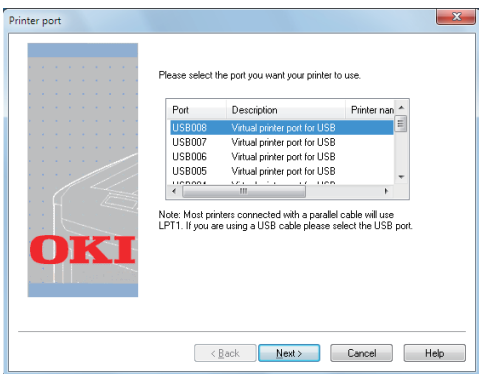 Printer port
Please select the port you want your printer to use.
Port Description Printer nan
USB008 Virtual printer port for USB
USB007 Virtual printer port for USB
USB006 Virtual printer port for USB
USB005 Virtual printer port for USB
Note: Most printers connected with a parallel cable will use
LPT1. If you are using a USB cable please select the USB port.
OKI
< Back Next > Cancel Help